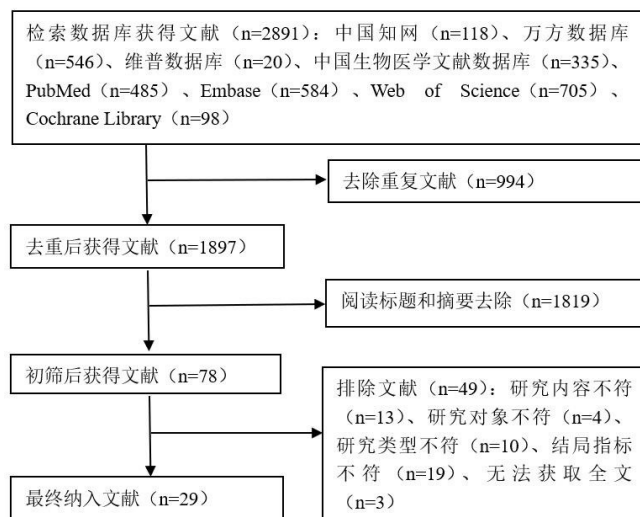 检索数据库获得文献（n=2891）：中国知网（n=118）、万方数据库
（n=546）、维普数据库（n=20）、中国生物医学文献数据库（n=335）、
PubMed（n=485）、Embase（n=584）、Web of Science（n=705）、
Cochrane Library（n=98）
去除重复文献（n=994）
去重后获得文献（n=1897）
阅读标题和摘要去除（n=1819）
初筛后获得文献（n=78）
排除文献（n=49）：研究内容不符
（n=13）、研究对象不符（n=4）、
研究类型不符（n=10）、结局指标
不符（n=19）、无法获取全文
（n=3）
最终纳入文献（n=29）